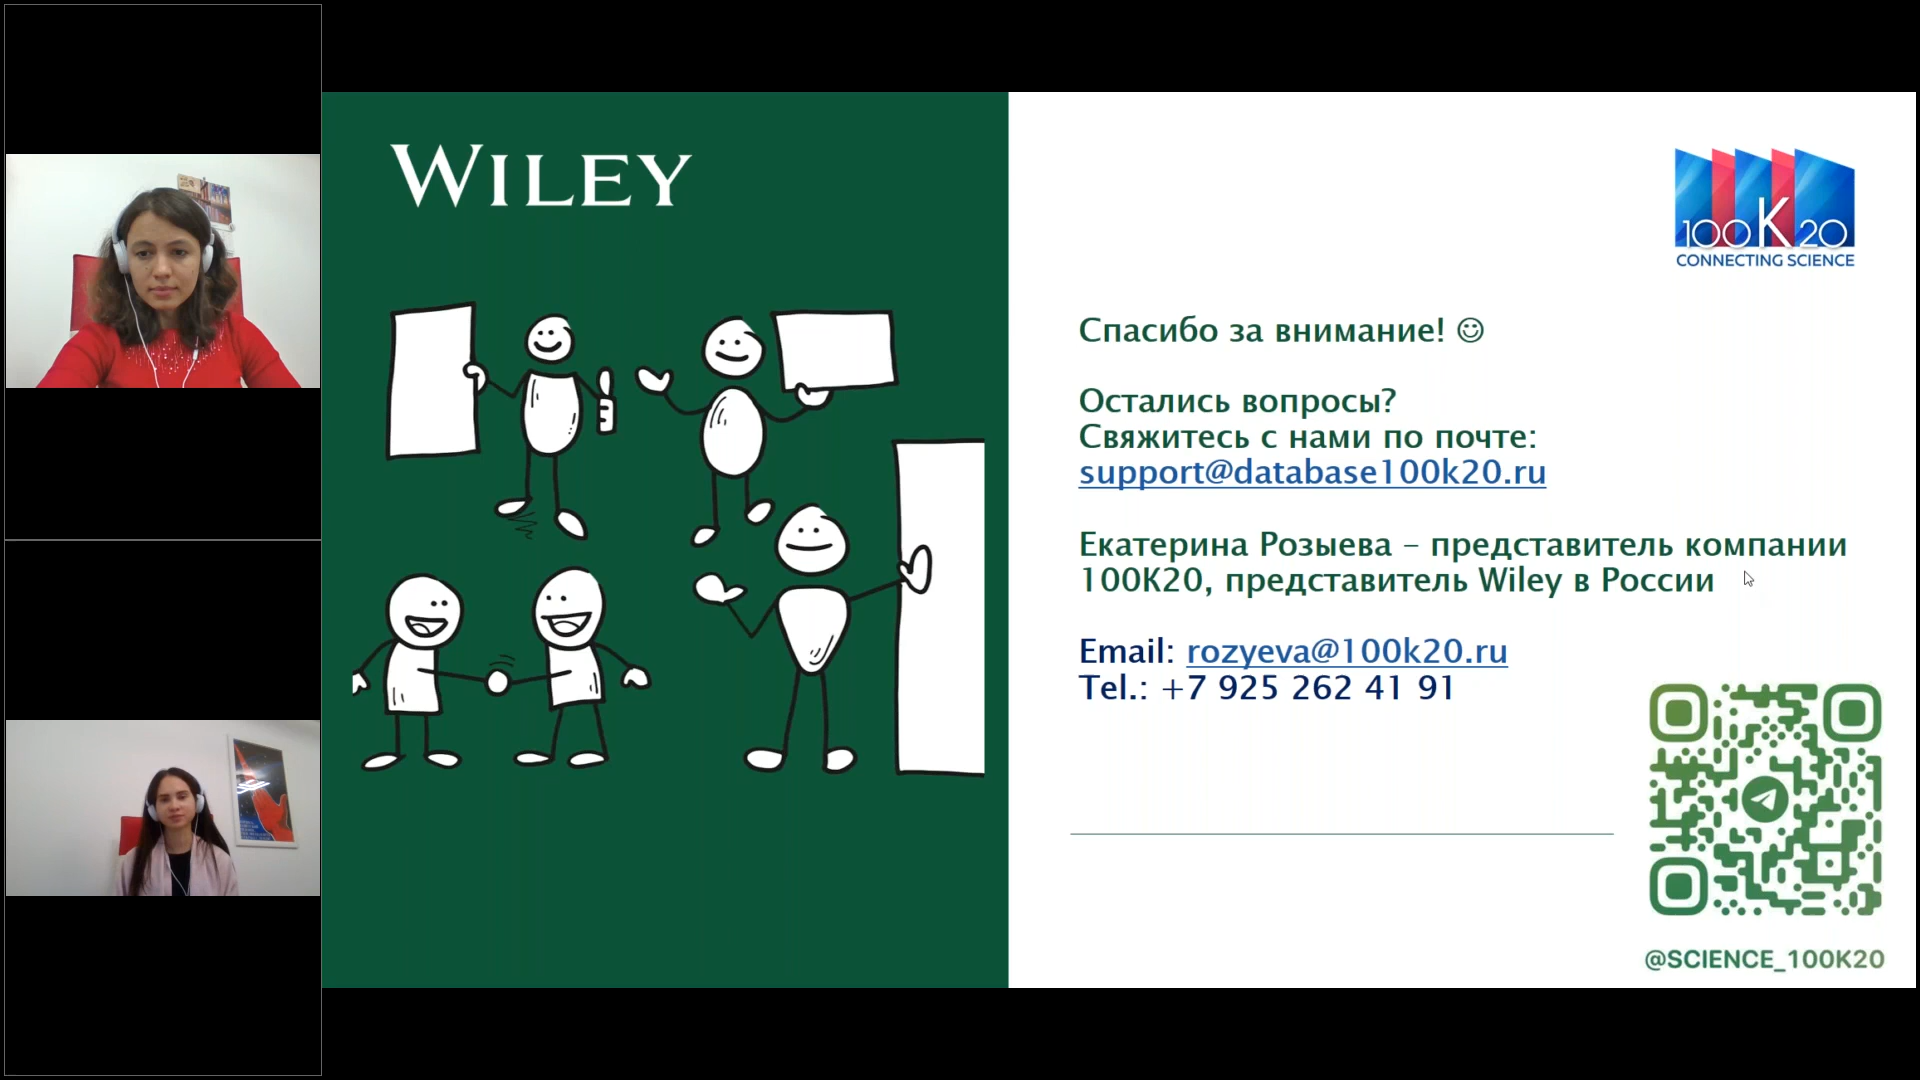 WILEY
100K20
CONNECTING SCIENCE
Спасибо за внимание! ☺
Остались вопросы?
Свяжитесь с нами по почте:
support@database100k20.ru
Екатерина Розыева – представитель компании
100К20, представитель Wiley в России
Email: rozyeva@100k20.ru
Tel.: +7 925 262 41 91
@SCIENCE_100K20